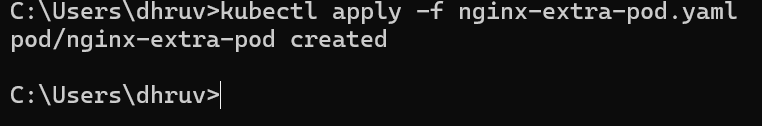 C:\Users\dhruv>kubectl apply -f nginx-extra-pod.yaml
pod/nginx-extra-pod created
C:\Users\dhruv>